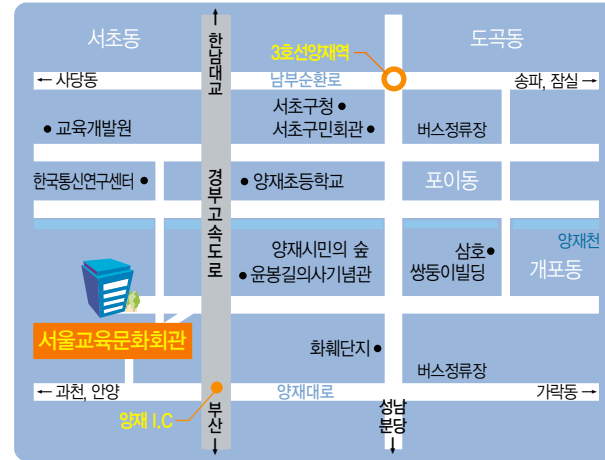 서초동
한남대교
도곡동
3호선양재역
← 사당동
남부순환로
송파, 잠실 →
서초구청 ●
● 교육개발원
서초구민회관 ●
버스정류장
한국통신연구센터 ●
경부고속도로
● 양재초등학교
포이동
양재천
양재시민의 숲
삼호 ●
● 윤봉길의사기념관
쌍둥이빌딩
개포동
서울교육문화회관
화훼단지 ●
버스정류장
← 과천, 안양
양재대로
가락동 →
양재 I.C
부산
성남
분당